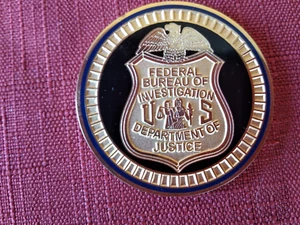 FEDERAL
BUREAU OF
INVESTIGATION
U S
DEPARTMENT OF
JUSTICE